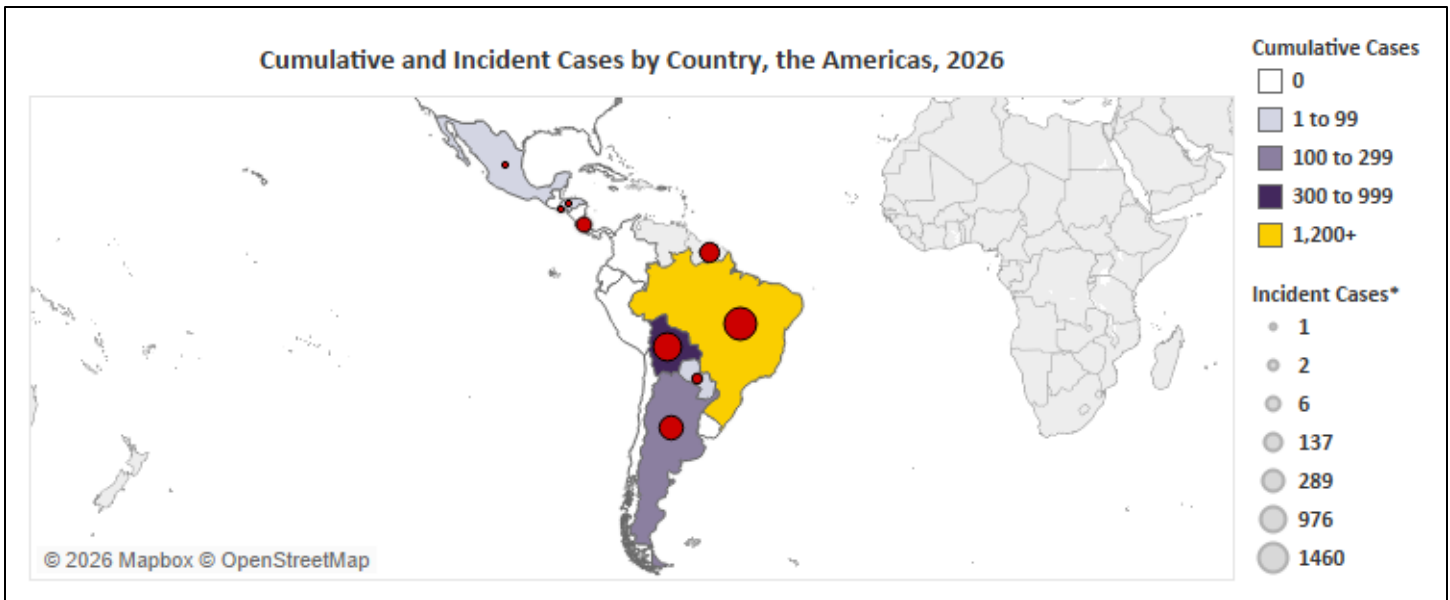 Cumulative and Incident Cases by Country, the Americas, 2026
Cumulative Cases
0
1 to 99
100 to 299
300 to 999
1,200+
Incident Cases*
1
2
6
137
289
976
1460
© 2026 Mapbox © OpenStreetMap